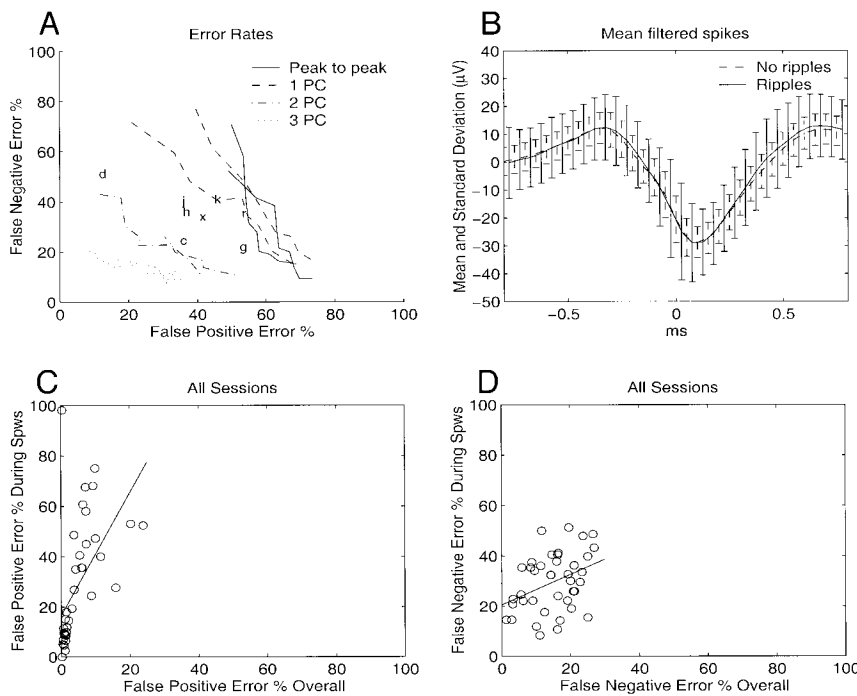 A
Error Rates
False Negative Error %
100
80
60
40
20
0
0 20 40 60 80 100
False Positive Error %
Peak to peak
1 PC
2 PC
3 PC
d
j
h
k
x
r
c
g
B
Mean filtered spikes
Mean and Standard Deviation (µV)
40
30
20
10
0
−10
−20
−30
−40
−50
−0.5 0 0.5
ms
No ripples
Ripples
C
All Sessions
False Positive Error % During Spws
100
80
60
40
20
0
0 20 40 60 80 100
False Positive Error % Overall
D
All Sessions
False Negative Error % During Spws
100
80
60
40
20
0
0 20 40 60 80 100
False Negative Error % Overall